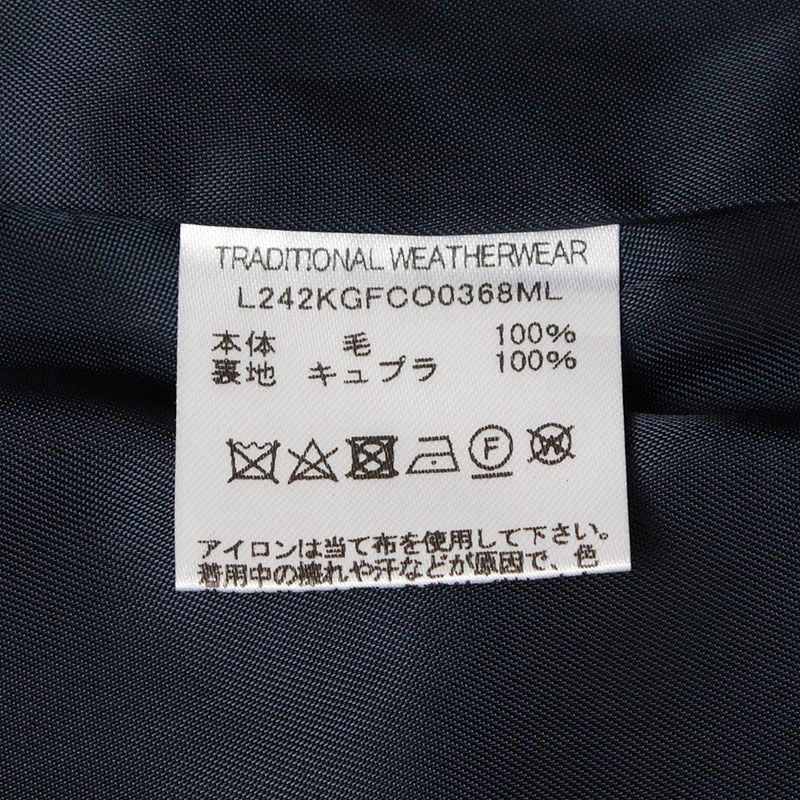 TRADITIONAL WEATHERWEAR
L242KGFCO0368ML
本体 毛 100%
裏地 キュプラ 100%
F W
アイロンは当て布を使用して下さい。
着用中の擦れや汗などが原因で、色